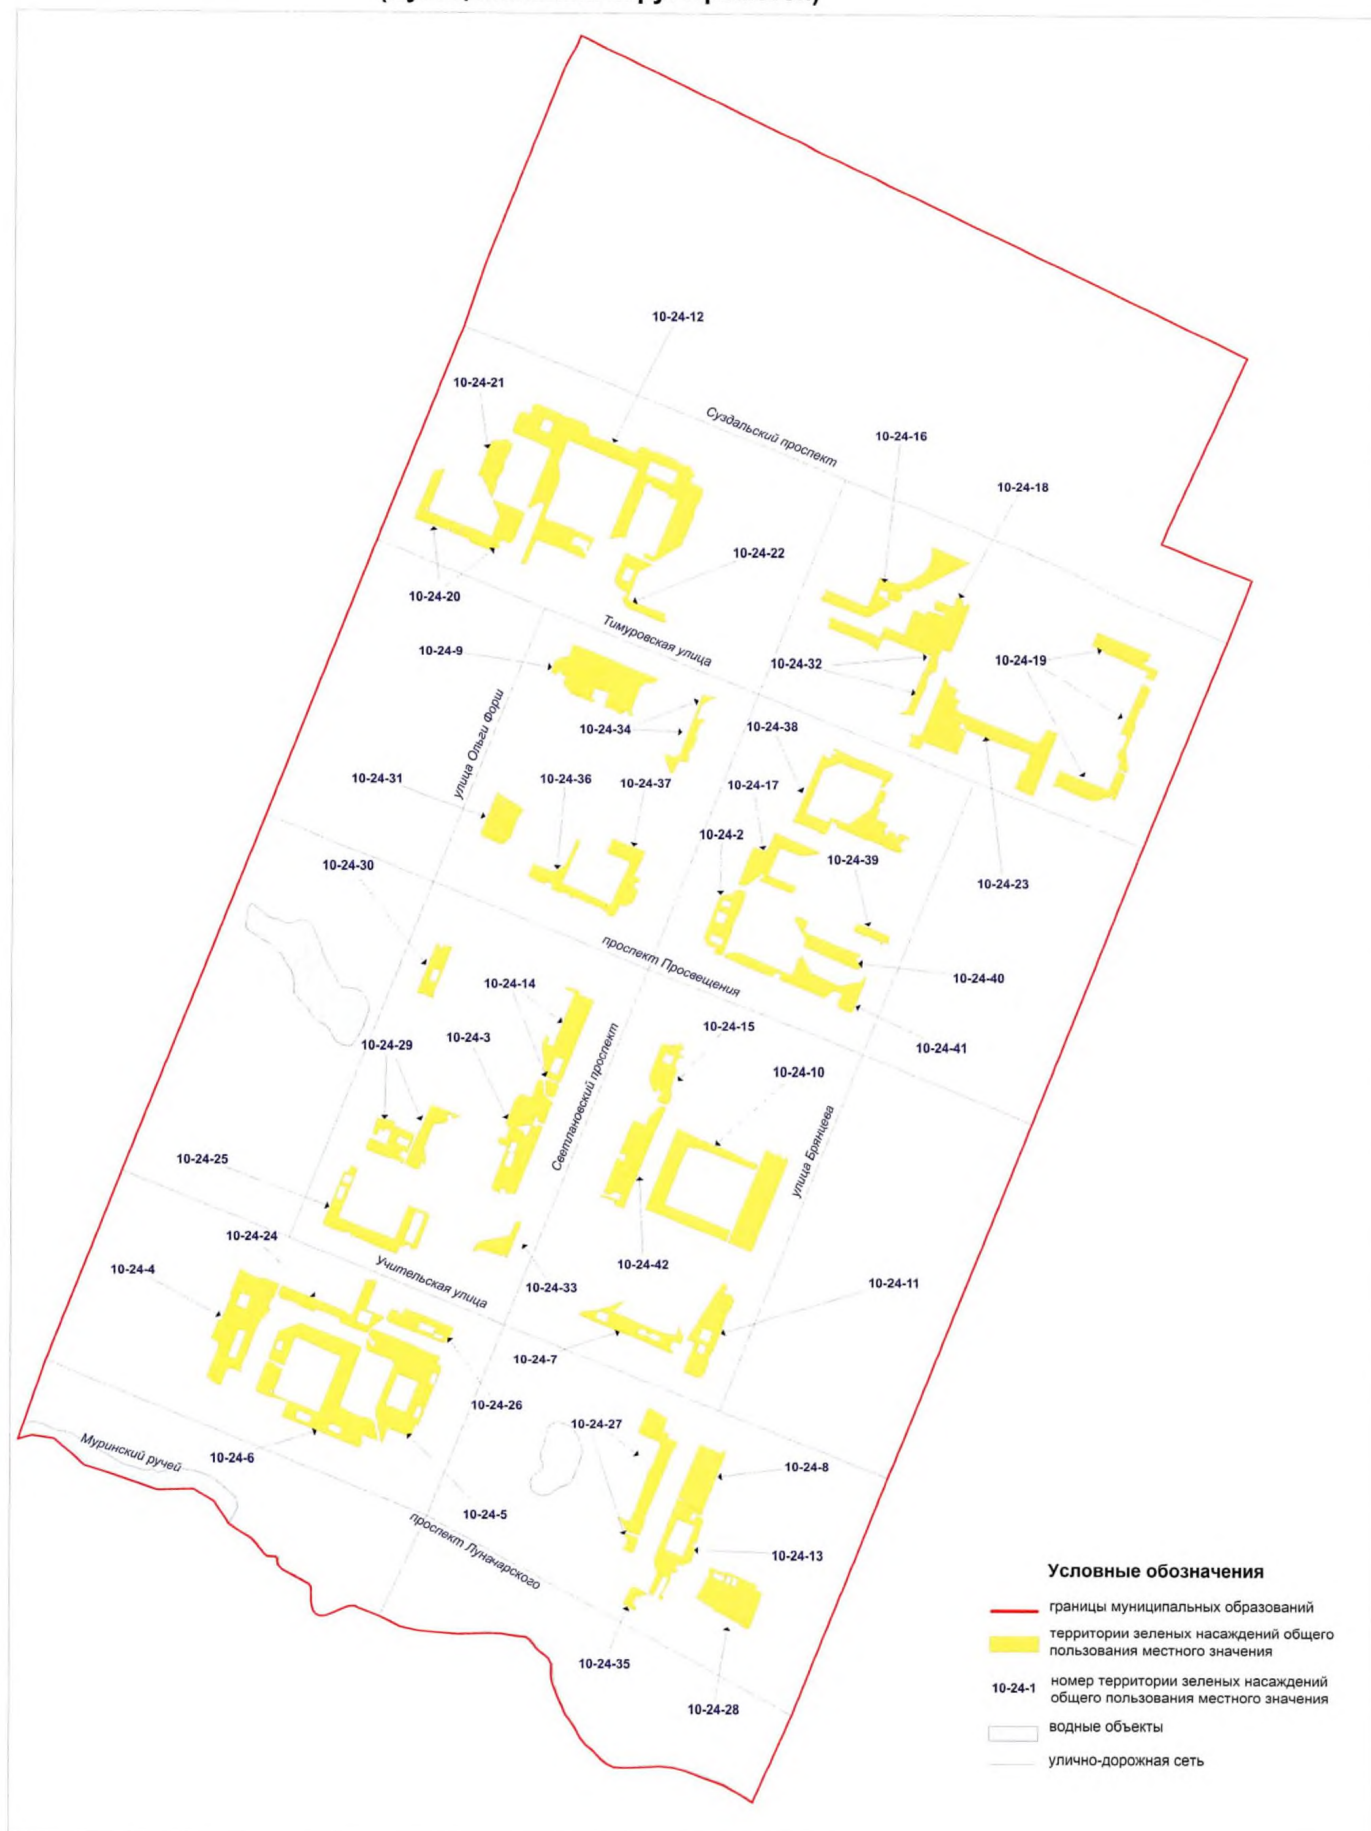 10-24-12
10-24-21
Суздальский проспект
10-24-16
10-24-18
10-24-22
10-24-20
Тимуровская улица
10-24-9
10-24-32
10-24-19
улица Ольги Форш
10-24-34
10-24-38
10-24-31
10-24-36
10-24-37
10-24-17
10-24-2
10-24-39
10-24-30
10-24-23
проспект Просвещения
10-24-40
10-24-14
10-24-3
10-24-29
10-24-15
10-24-41
Светлановский проспект
10-24-10
улица Брянцева
10-24-25
10-24-24
10-24-4
Учительская улица
10-24-33
10-24-42
10-24-11
10-24-7
10-24-26
10-24-27
Муринский ручей
10-24-6
10-24-8
10-24-5
проспект Луначарского
10-24-13
10-24-35
10-24-28
Условные обозначения
границы муниципальных образований
территории зеленых насаждений общего
пользования местного значения
10-24-1 номер территории зеленых насаждений
общего пользования местного значения
водные объекты
улично-дорожная сеть